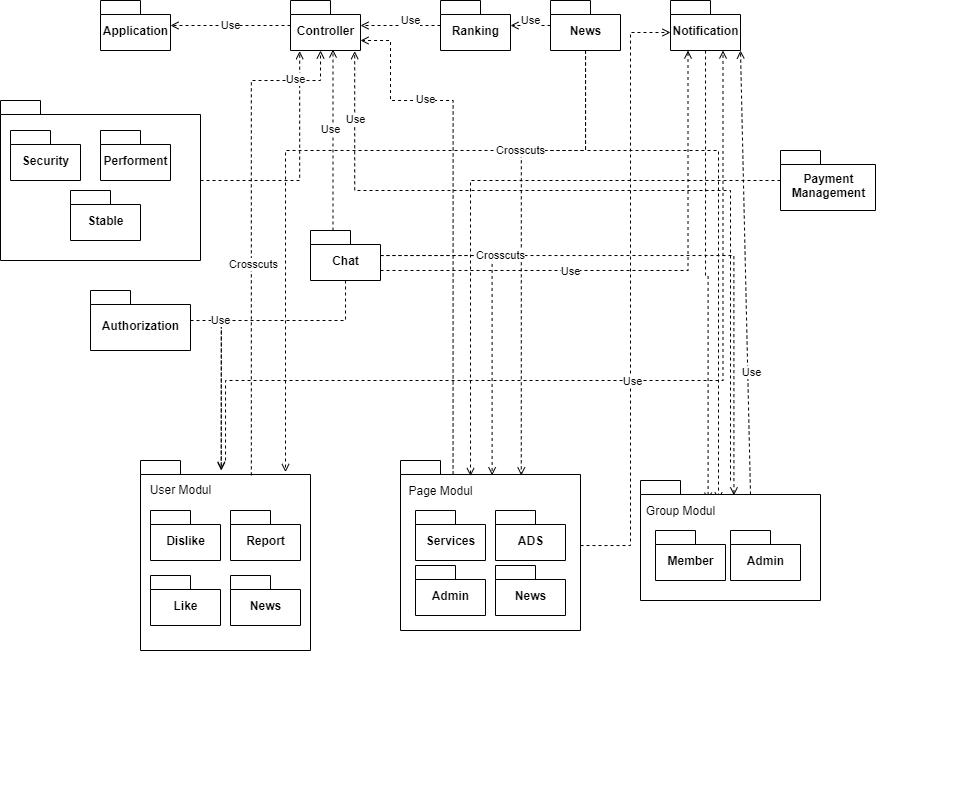 Application
Use
Controller
Use
Ranking
Use
News
Notification
Use
Use
Use
Use
Security
Performent
Stable
Crosscuts
Payment
Management
Chat
Crosscuts
Use
Crosscuts
Authorization
Use
Use
Use
User Modul
Dislike
Report
Like
News
Page Modul
Services
ADS
Admin
News
Group Modul
Member
Admin